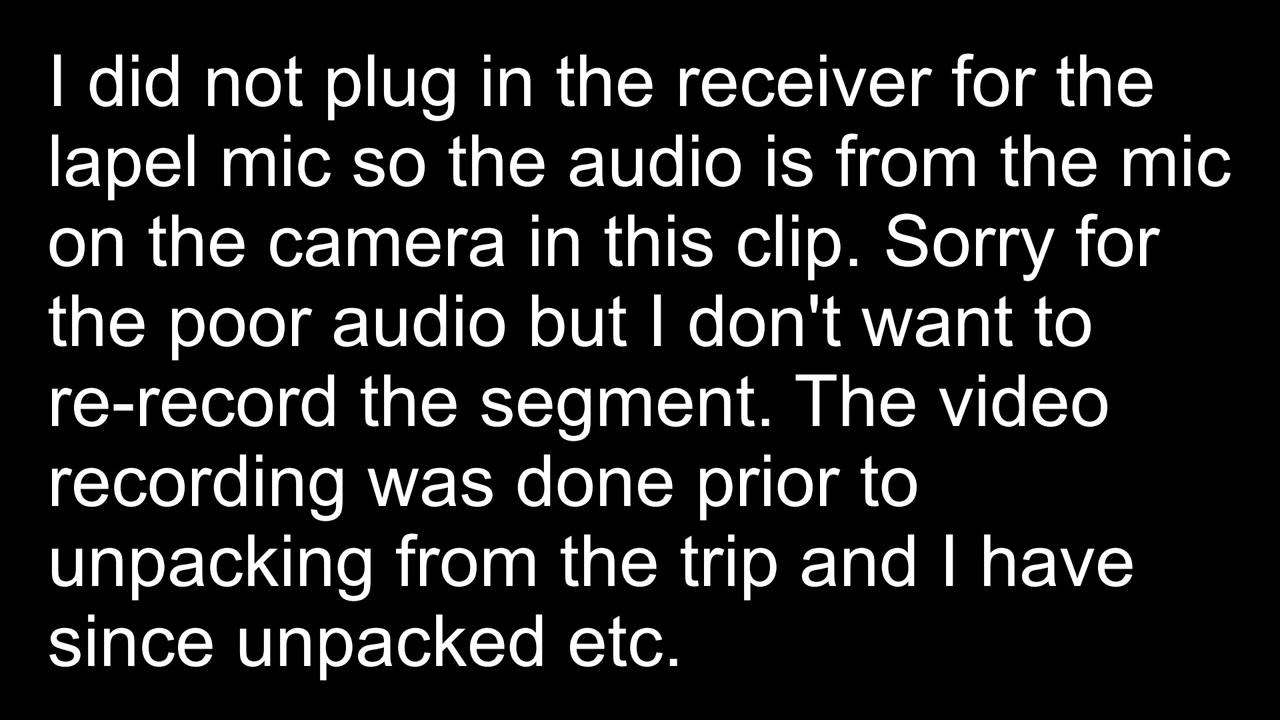 I did not plug in the receiver for the
lapel mic so the audio is from the mic
on the camera in this clip. Sorry for
the poor audio but I don't want to
re-record the segment. The video
recording was done prior to
unpacking from the trip and I have
since unpacked etc.